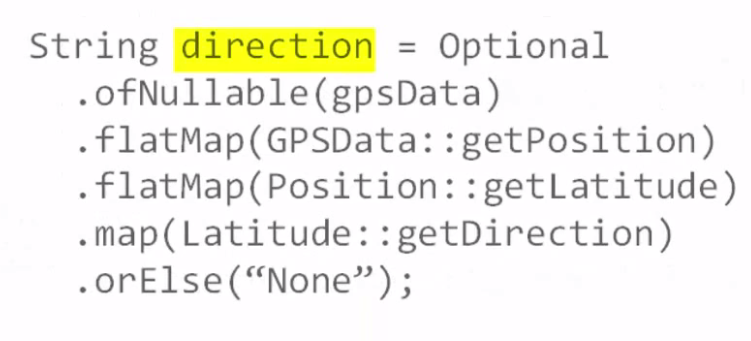 String direction = Optional
.ofNullable(gpsData)
.flatMap(GPSData::getPosition)
.flatMap(Position::getLatitude)
.map(Latitude::getDirection)
.orElse(“None”);